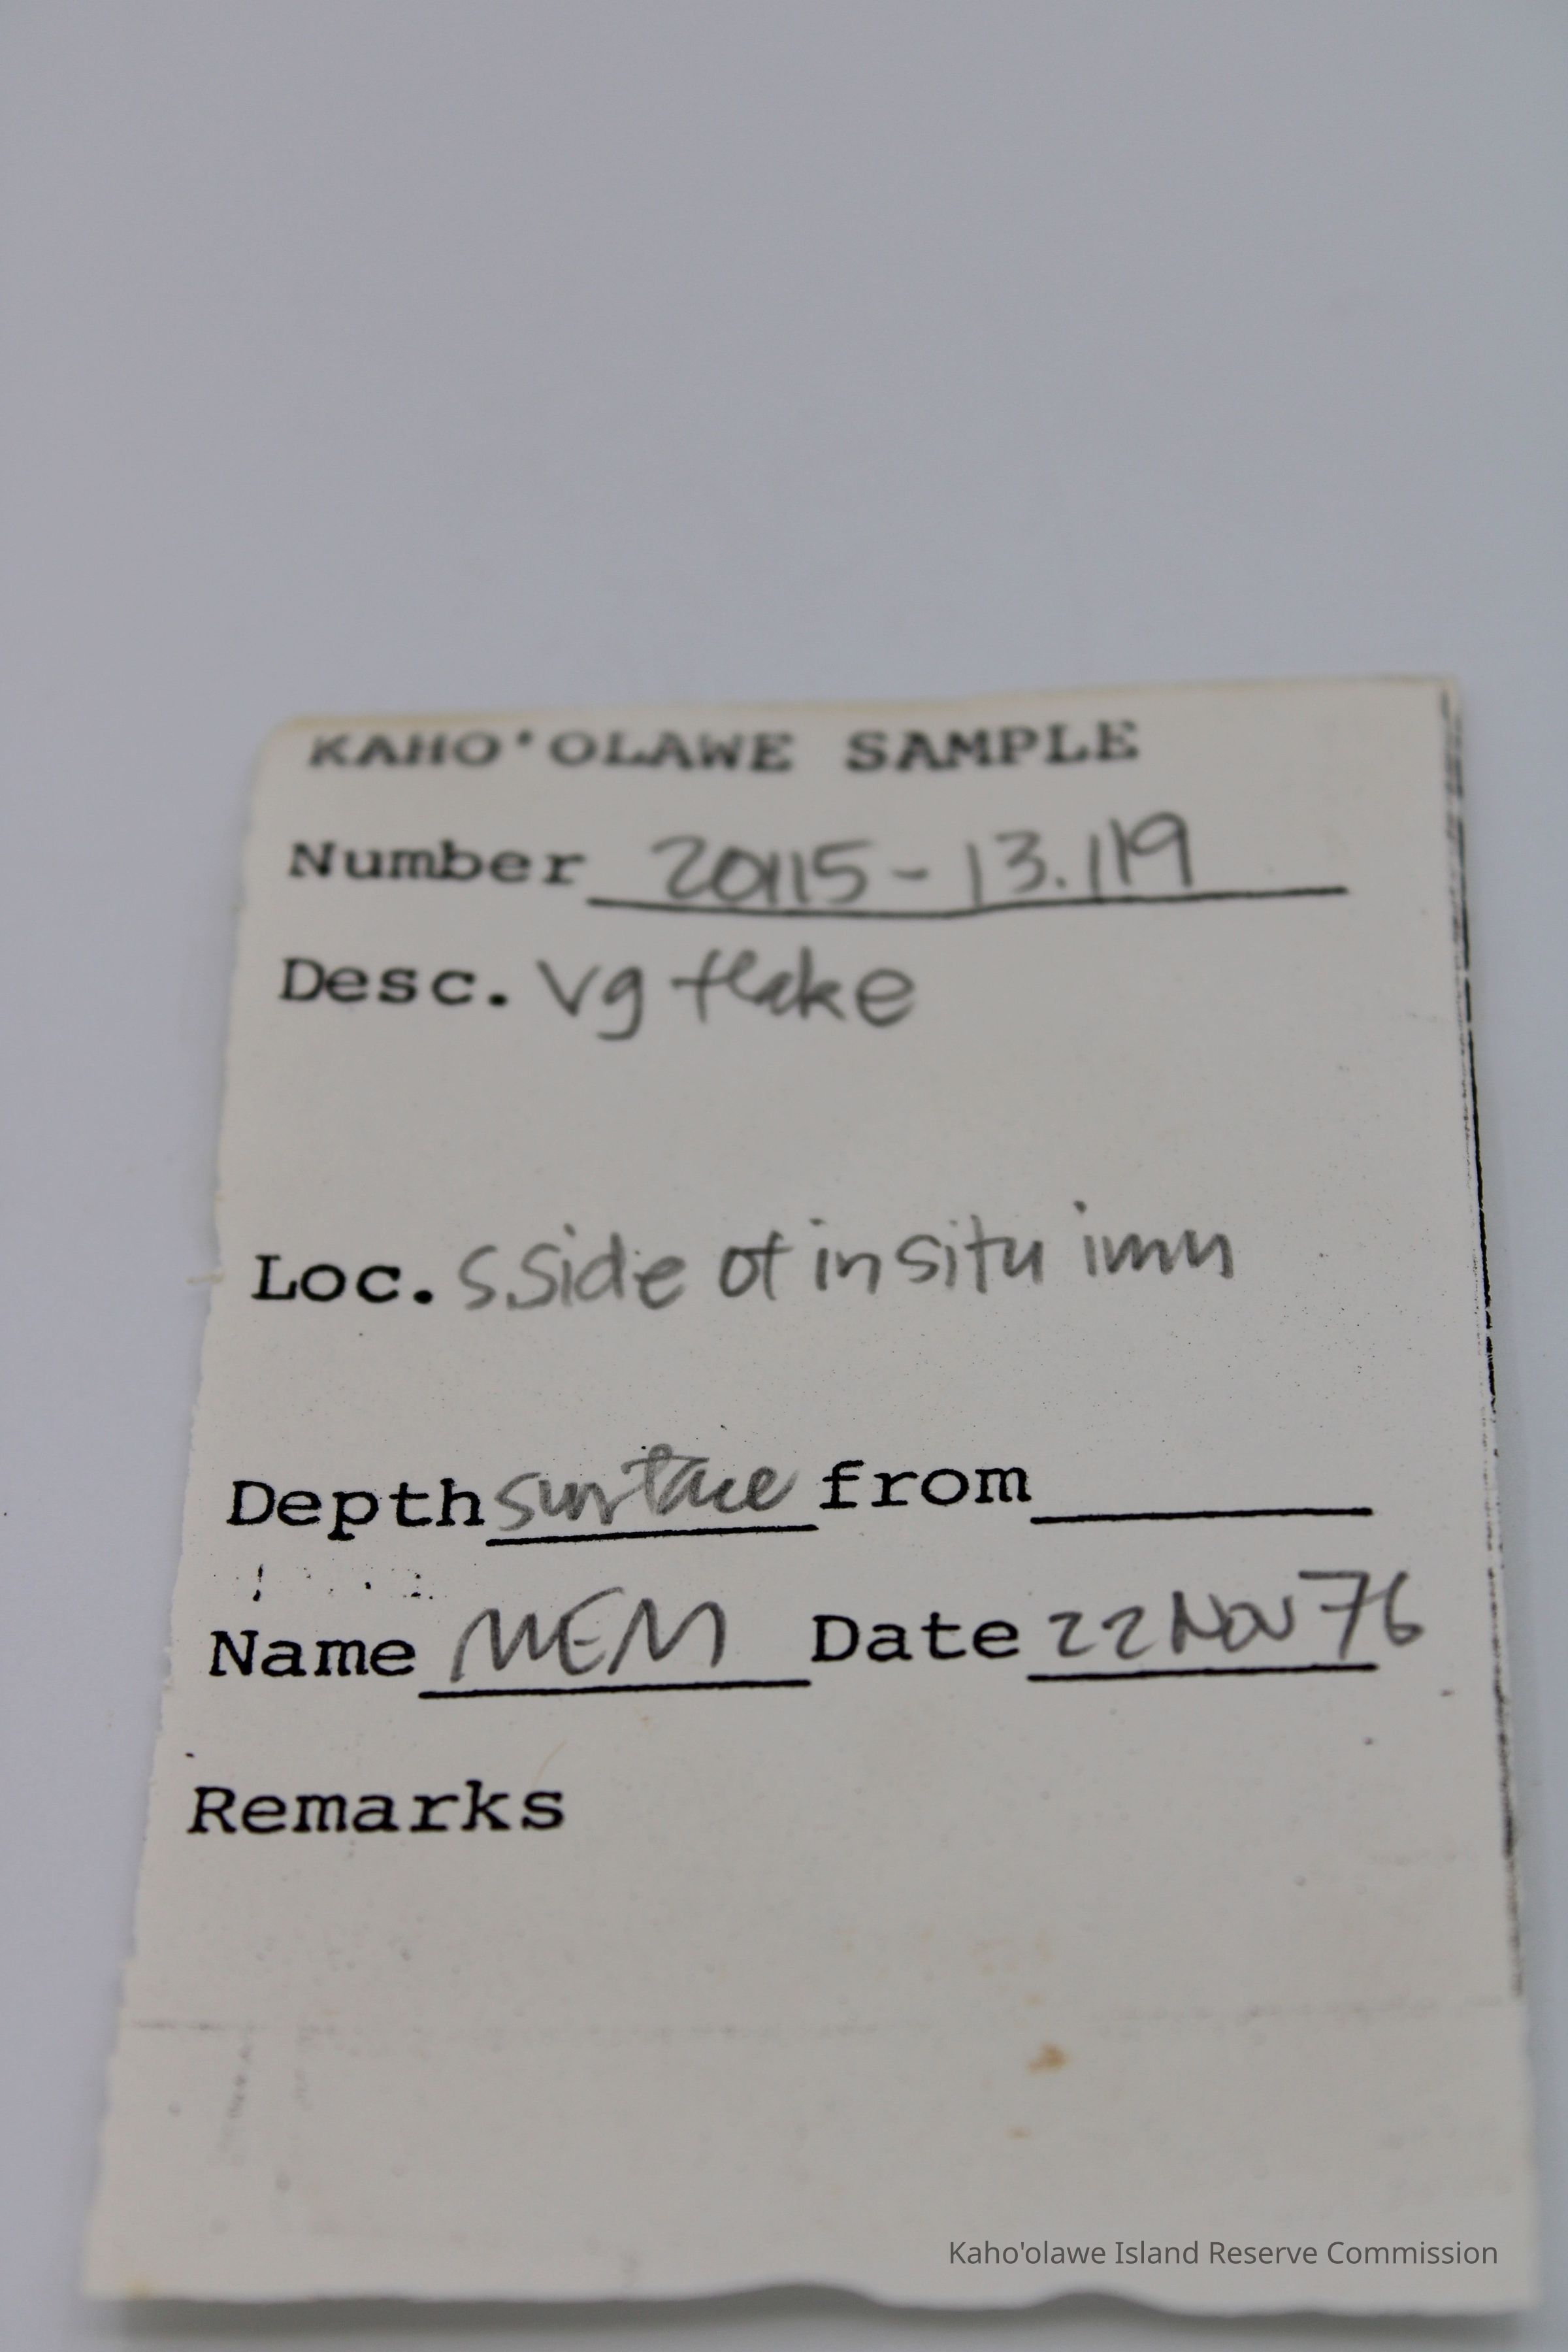 KAHO'OLAWE SAMPLE
Number 20115-13.119
Desc. Vg flake
Loc. S. Side of in situ imu
Depth surface from
Name MEM Date 22 Nov 76
Remarks
Kaho'olawe Island Reserve Commission